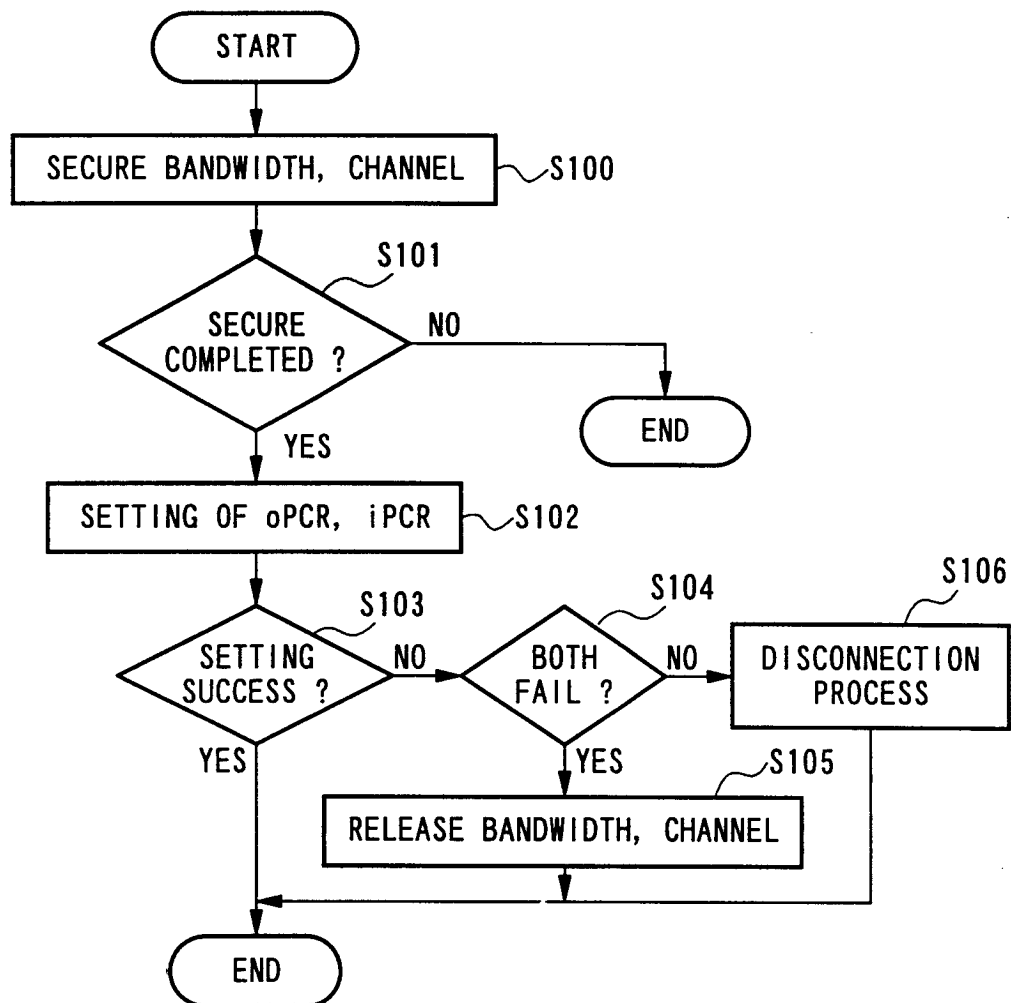 START
SECURE BANDWIDTH, CHANNEL
S100
S101
SECURE
COMPLETED ?
NO
END
YES
SETTING OF oPCR, iPCR
S102
S103
SETTING
SUCCESS ?
NO
S104
BOTH
FAIL ?
NO
S106
DISCONNECTION
PROCESS
YES
YES
S105
RELEASE BANDWIDTH, CHANNEL
END